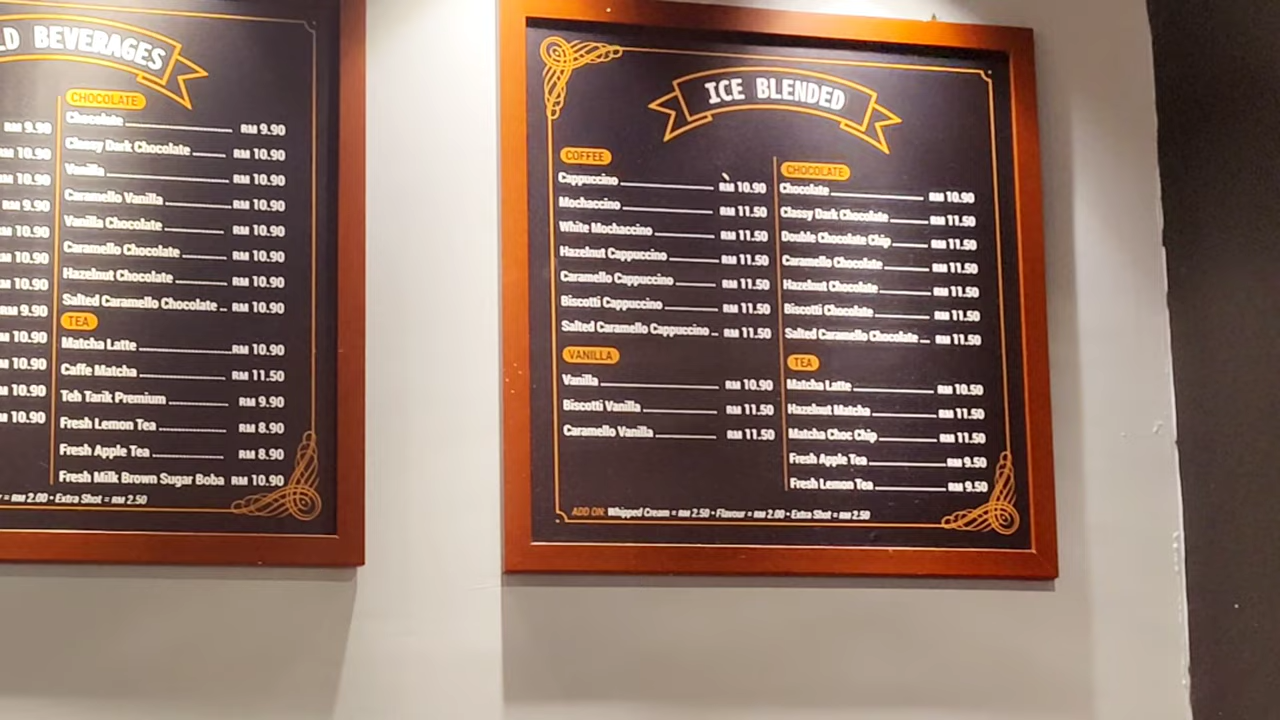 LD BEVERAGES
RM 9.90
RM 10.90
RM 10.90
RM 9.90
RM 10.90
RM 10.90
RM 10.90
RM 9.90
RM 10.90
RM 10.90
RM 10.90
RM 10.90
CHOCOLATE
Chocolate RM 9.90
Classy Dark Chocolate RM 10.90
Vanilla RM 10.90
Caramello Vanilla RM 10.90
Vanilla Chocolate RM 10.90
Caramello Chocolate RM 10.90
Hazelnut Chocolate RM 10.90
Salted Caramello Chocolate RM 10.90
TEA
Matcha Latte RM 10.90
Caffe Matcha RM 11.50
Teh Tarik Premium RM 9.90
Fresh Lemon Tea RM 8.90
Fresh Apple Tea RM 8.90
Fresh Milk Brown Sugar Boba RM 10.90
= RM 2.00 • Extra Shot = RM 2.50
ICE BLENDED
COFFEE
Cappuccino RM 10.90
Mochaccino RM 11.50
White Mochaccino RM 11.50
Hazelnut Cappuccino RM 11.50
Caramello Cappuccino RM 11.50
Biscotti Cappuccino RM 11.50
Salted Caramello Cappuccino RM 11.50
VANILLA
Vanilla RM 10.90
Biscotti Vanilla RM 11.50
Caramello Vanilla RM 11.50
CHOCOLATE
Chocolate RM 10.90
Classy Dark Chocolate RM 11.50
Double Chocolate Chip RM 11.50
Caramello Chocolate RM 11.50
Hazelnut Chocolate RM 11.50
Biscotti Chocolate RM 11.50
Salted Caramello Chocolate RM 11.50
TEA
Matcha Latte RM 10.50
Hazelnut Matcha RM 11.50
Matcha Choc Chip RM 11.50
Fresh Apple Tea RM 9.50
Fresh Lemon Tea RM 9.50
ADD ON: Whipped Cream = RM 2.50 • Flavour = RM 2.00 • Extra Shot = RM 2.50